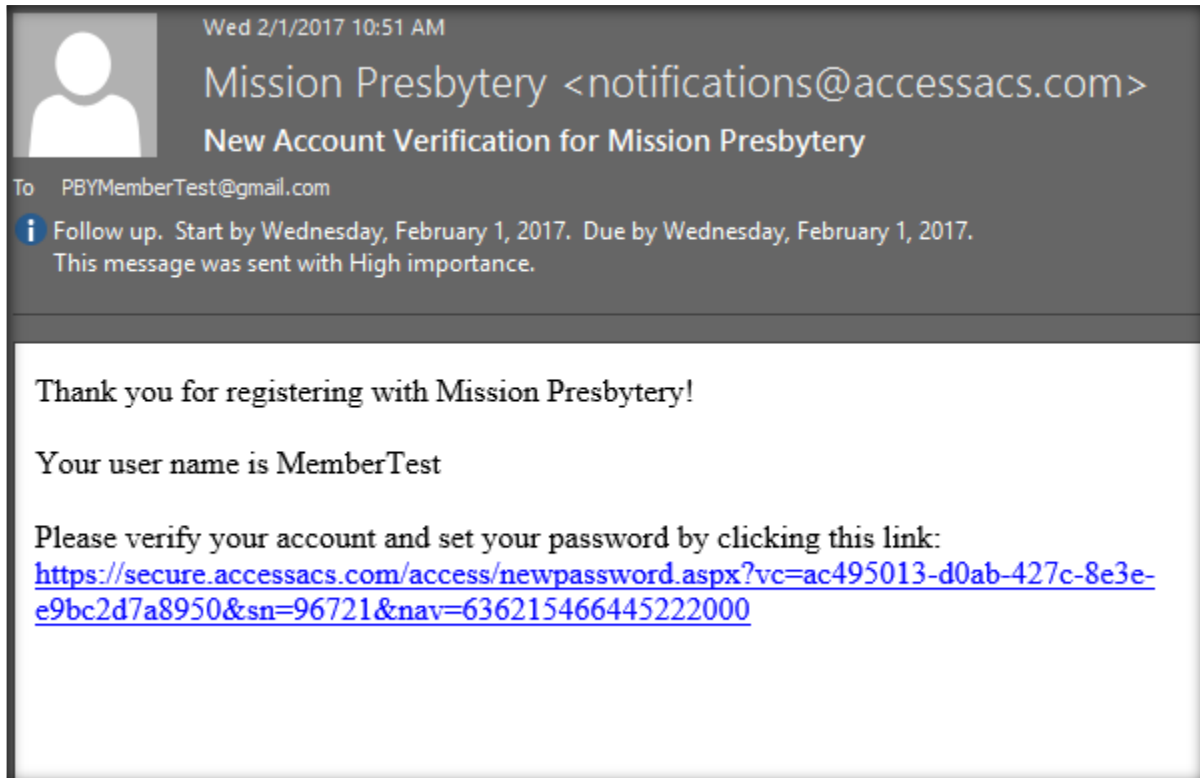 Wed 2/1/2017 10:51 AM
Mission Presbytery <notifications@accessacs.com>
New Account Verification for Mission Presbytery
To PBYMemberTest@gmail.com
i Follow up. Start by Wednesday, February 1, 2017. Due by Wednesday, February 1, 2017.
This message was sent with High importance.
Thank you for registering with Mission Presbytery!
Your user name is MemberTest
Please verify your account and set your password by clicking this link:
https://secure.accessacs.com/access/newpassword.aspx?vc=ac495013-d0ab-427c-8e3e-
e9bc2d7a8950&sn=96721&nav=636215466445222000